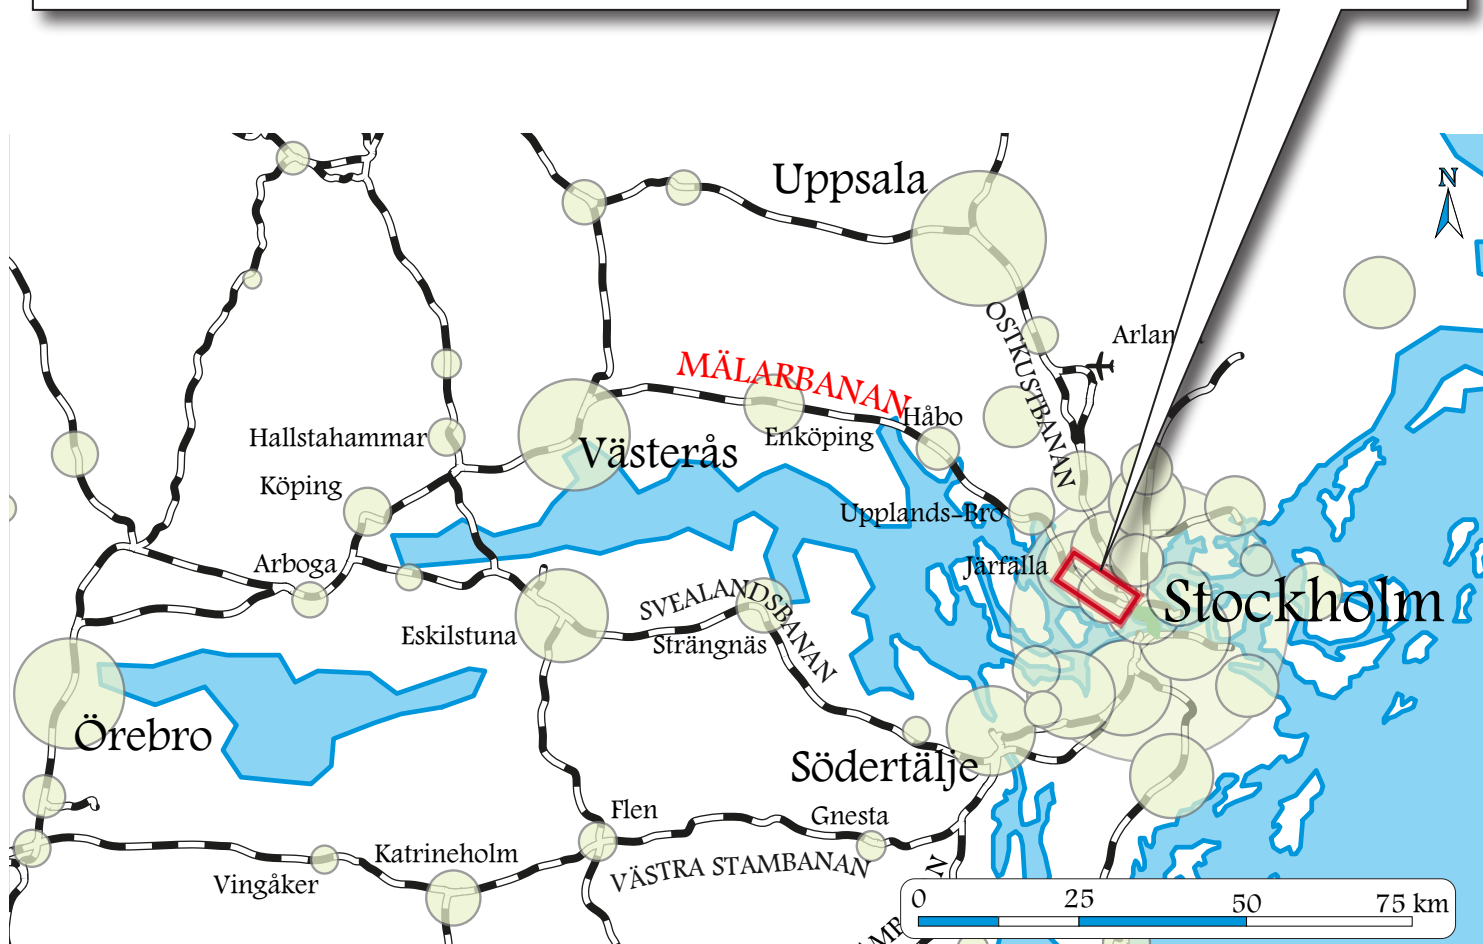 N
Uppsala
OSTKUSTBANAN
MÄLARBANAN
Håbo
Enköping
Hallstahammar
Västerås
Köping
Upplands-Bro
Arboga
Järfälla
Stockholm
SVEALANDSBANAN
Eskilstuna
Strängnäs
Örebro
Södertälje
Flen
Gnesta
Katrineholm
VÄSTRA STAMBANAN
Vingåker
0 25 50 75 km